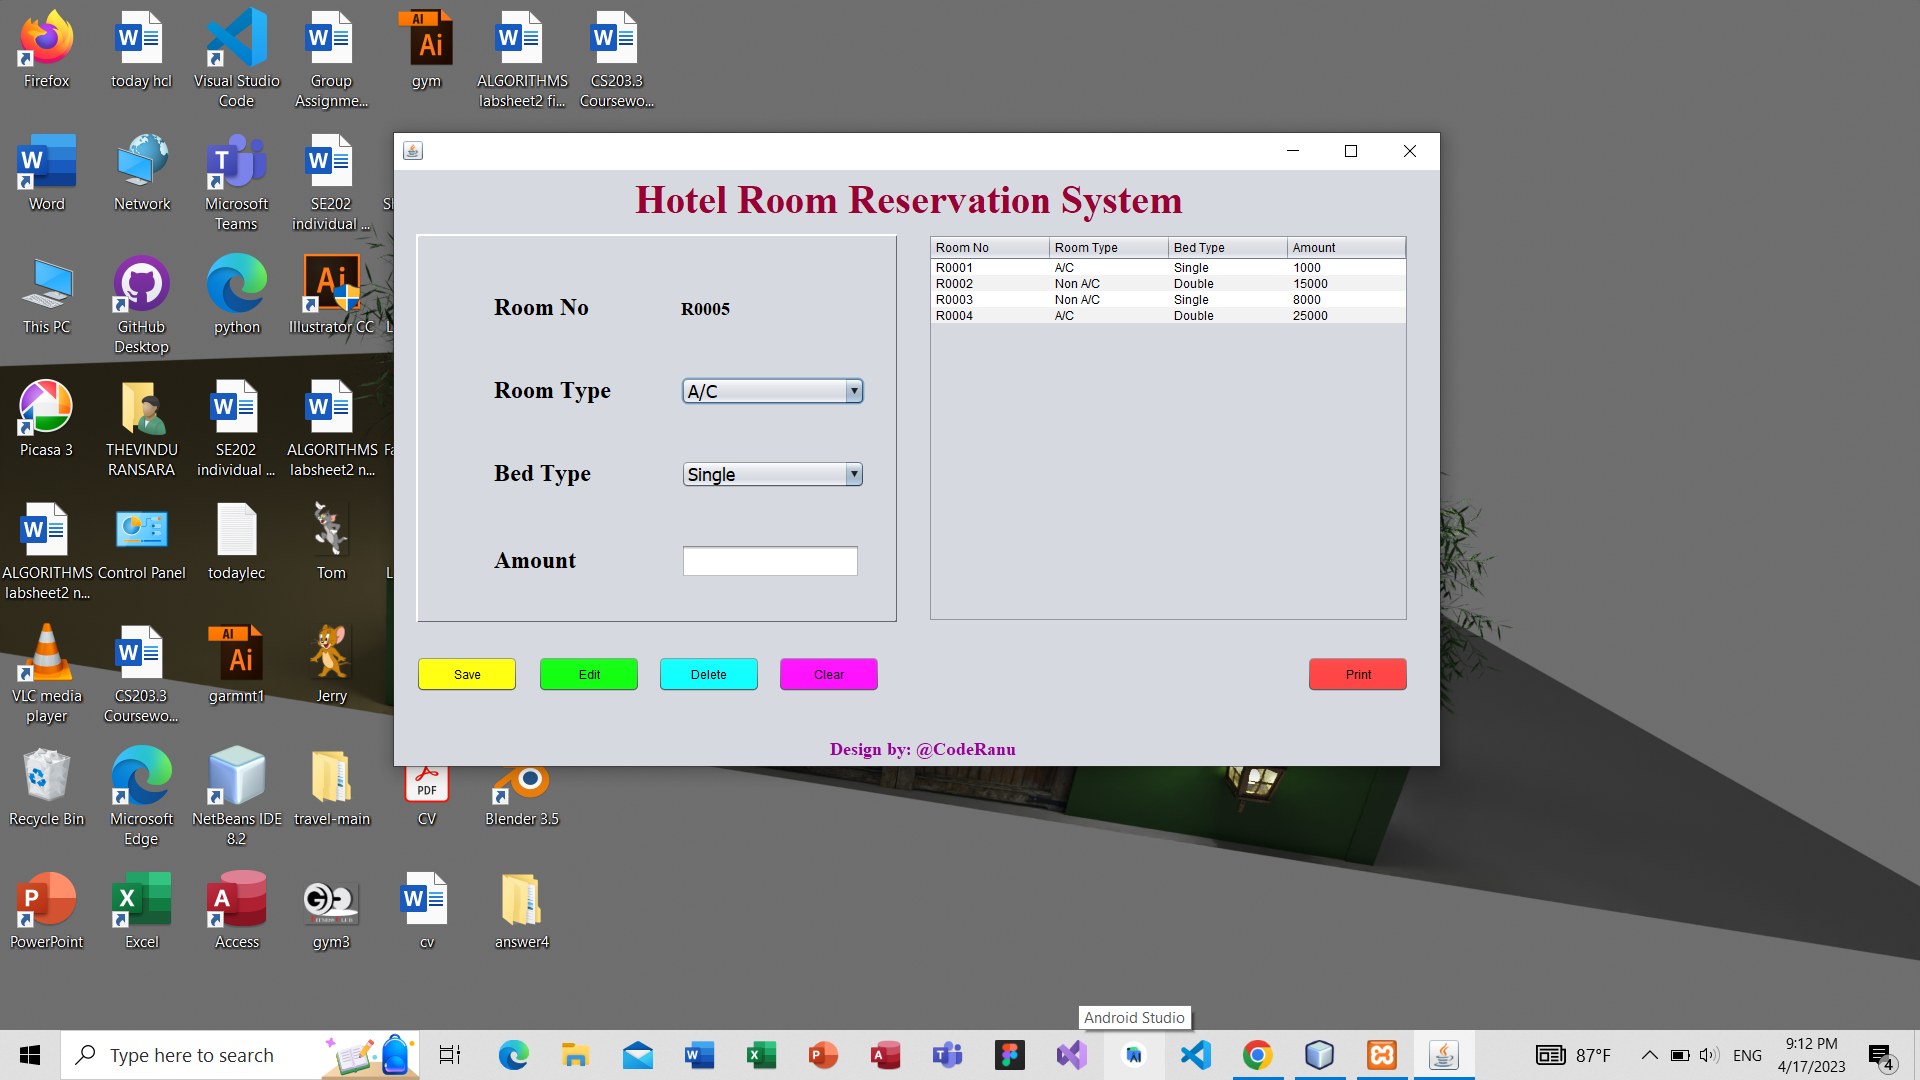 Firefox
today hcl
Visual Studio
Code
Group
Assignme...
gym
ALGORITHMS
labsheet2 fi...
CS203.3
Coursewo...
Word
Network
Microsoft
Teams
SE202
individual ...
This PC
GitHub
Desktop
python
Illustrator CC
Picasa 3
THEVINDU
RANSARA
SE202
individual ...
ALGORITHMS
labsheet2 n...
ALGORITHMS
labsheet2 n...
Control Panel
todaylec
Tom
VLC media
player
CS203.3
Coursewo...
garmnt1
Jerry
Recycle Bin
Microsoft
Edge
NetBeans IDE
8.2
travel-main
CV
Blender 3.5
PowerPoint
Excel
Access
gym3
cv
answer4
Hotel Room Reservation System
Room No R0005
Room Type A/C
Bed Type Single
Amount
Room No Room Type Bed Type Amount
R0001 A/C Single 1000
R0002 Non A/C Double 15000
R0003 Non A/C Single 8000
R0004 A/C Double 25000
Save Edit Delete Clear Print
Design by: @CodeRanu
Android Studio
Type here to search
87°F
ENG
9:12 PM
4/17/2023
4